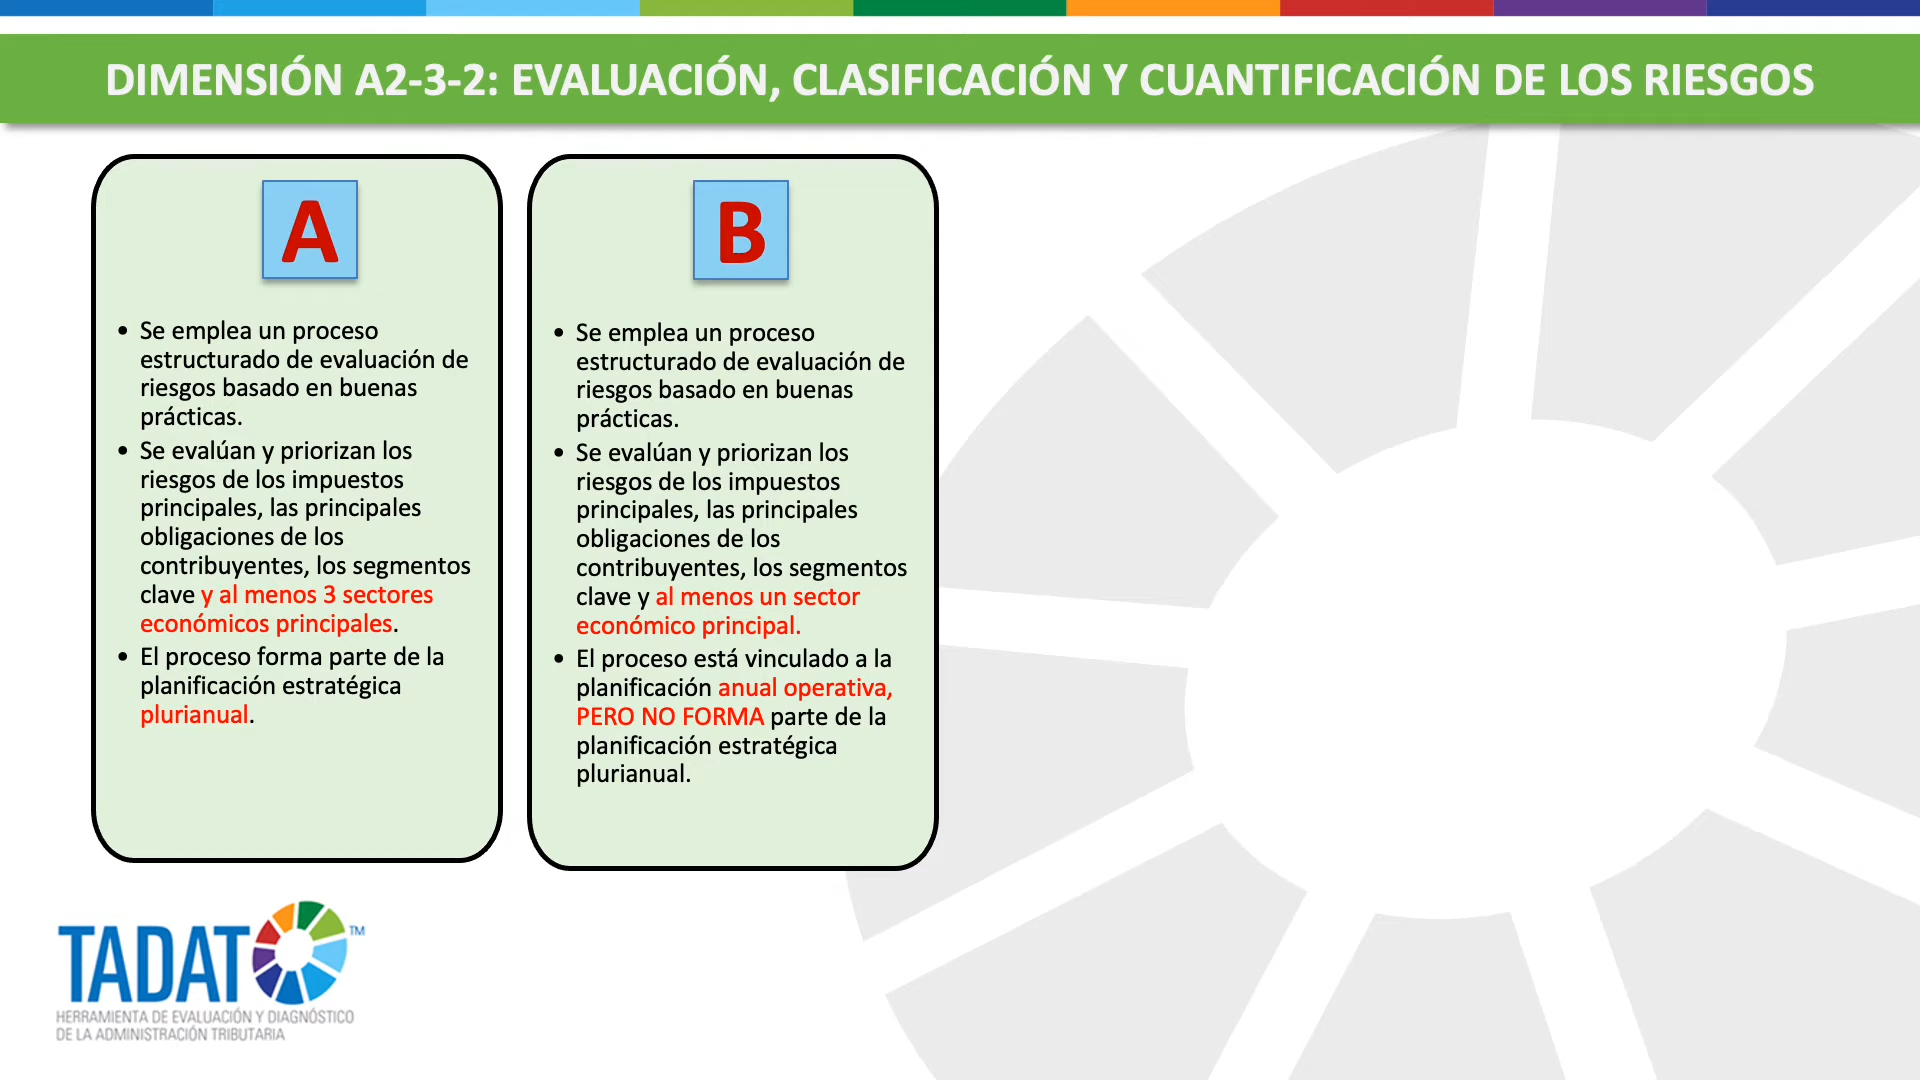 DIMENSIÓN A2-3-2: EVALUACIÓN, CLASIFICACIÓN Y CUANTIFICACIÓN DE LOS RIESGOS
A
• Se emplea un proceso
estructurado de evaluación de
riesgos basado en buenas
prácticas.
• Se evalúan y priorizan los
riesgos de los impuestos
principales, las principales
obligaciones de los
contribuyentes, los segmentos
clave y al menos 3 sectores
económicos principales.
• El proceso forma parte de la
planificación estratégica
plurianual.
B
• Se emplea un proceso
estructurado de evaluación de
riesgos basado en buenas
prácticas.
• Se evalúan y priorizan los
riesgos de los impuestos
principales, las principales
obligaciones de los
contribuyentes, los segmentos
clave y al menos un sector
económico principal.
• El proceso está vinculado a la
planificación anual operativa,
PERO NO FORMA parte de la
planificación estratégica
plurianual.
TADAT TM
HERRAMIENTA DE EVALUACIÓN Y DIAGNÓSTICO
DE LA ADMINISTRACIÓN TRIBUTARIA